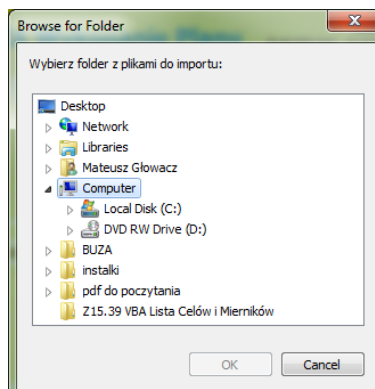 Browse for Folder
Wybierz folder z plikami do importu:
Desktop
Network
Libraries
Mateusz Głowacz
Computer
Local Disk (C:)
DVD RW Drive (D:)
BUZA
instalki
pdf do poczytania
Z15.39 VBA Lista Celów i Mierników
OK
Cancel